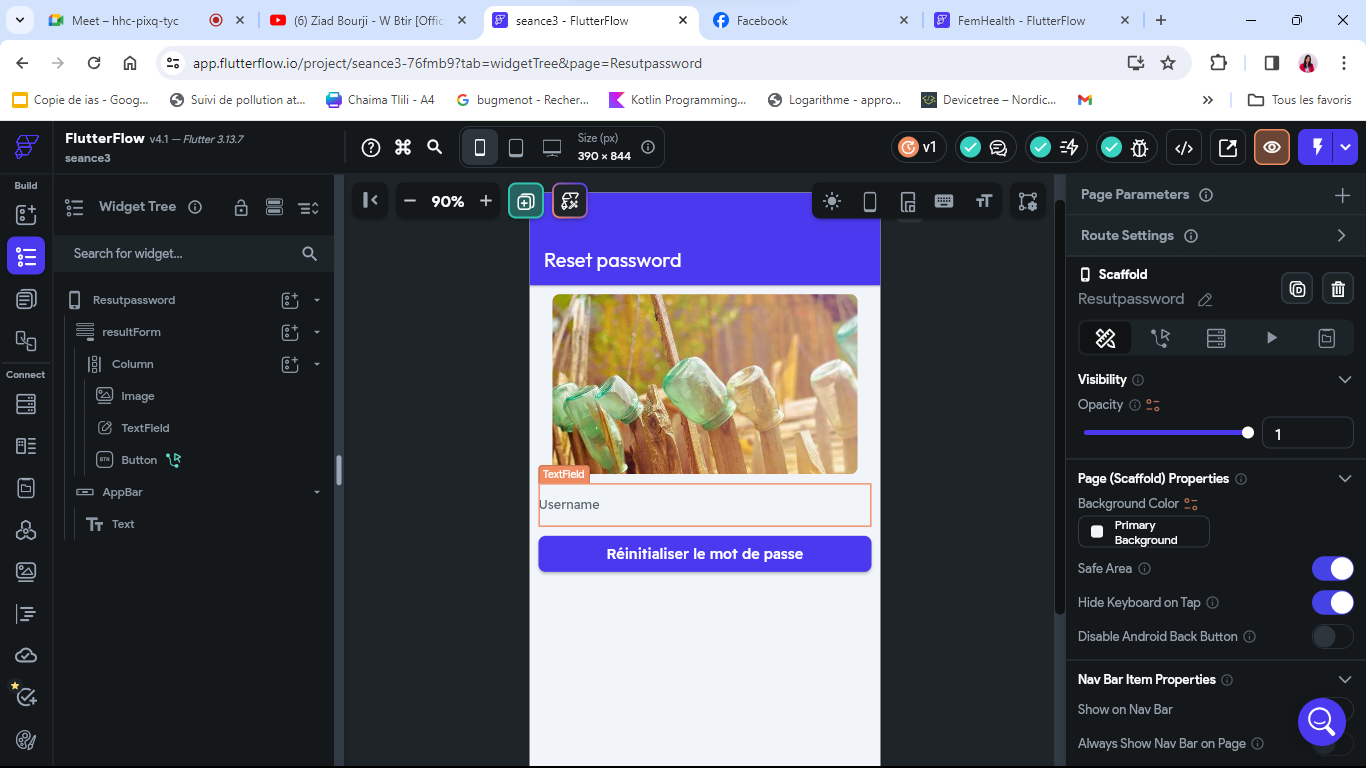 Meet – hhc-pixq-tyc
(6) Ziad Bourji - W Btir [Offic
seance3 - FlutterFlow
Facebook
FemHealth - FlutterFlow
app.flutterflow.io/project/seance3-76fmb9?tab=widgetTree&page=Resutpassword
Copie de ias - Goog...
Suivi de pollution at...
Chaima Tlili - A4
bugmenot - Recher...
Kotlin Programming...
Logarithme - appro...
Devicetree – Nordic...
Tous les favoris
FlutterFlow v4.1 — Flutter 3.13.7
seance3
Size (px)
390 × 844
v1
Build
Connect
Widget Tree
Search for widget...
Resutpassword
resultForm
Column
Image
TextField
BTN
Button
AppBar
Text
90%
Reset password
TextField
Username
Réinitialiser le mot de passe
Page Parameters
Route Settings
Scaffold
Resutpassword
Visibility
Opacity
1
Page (Scaffold) Properties
Background Color
Primary
Background
Safe Area
Hide Keyboard on Tap
Disable Android Back Button
Nav Bar Item Properties
Show on Nav Bar
Always Show Nav Bar on Page